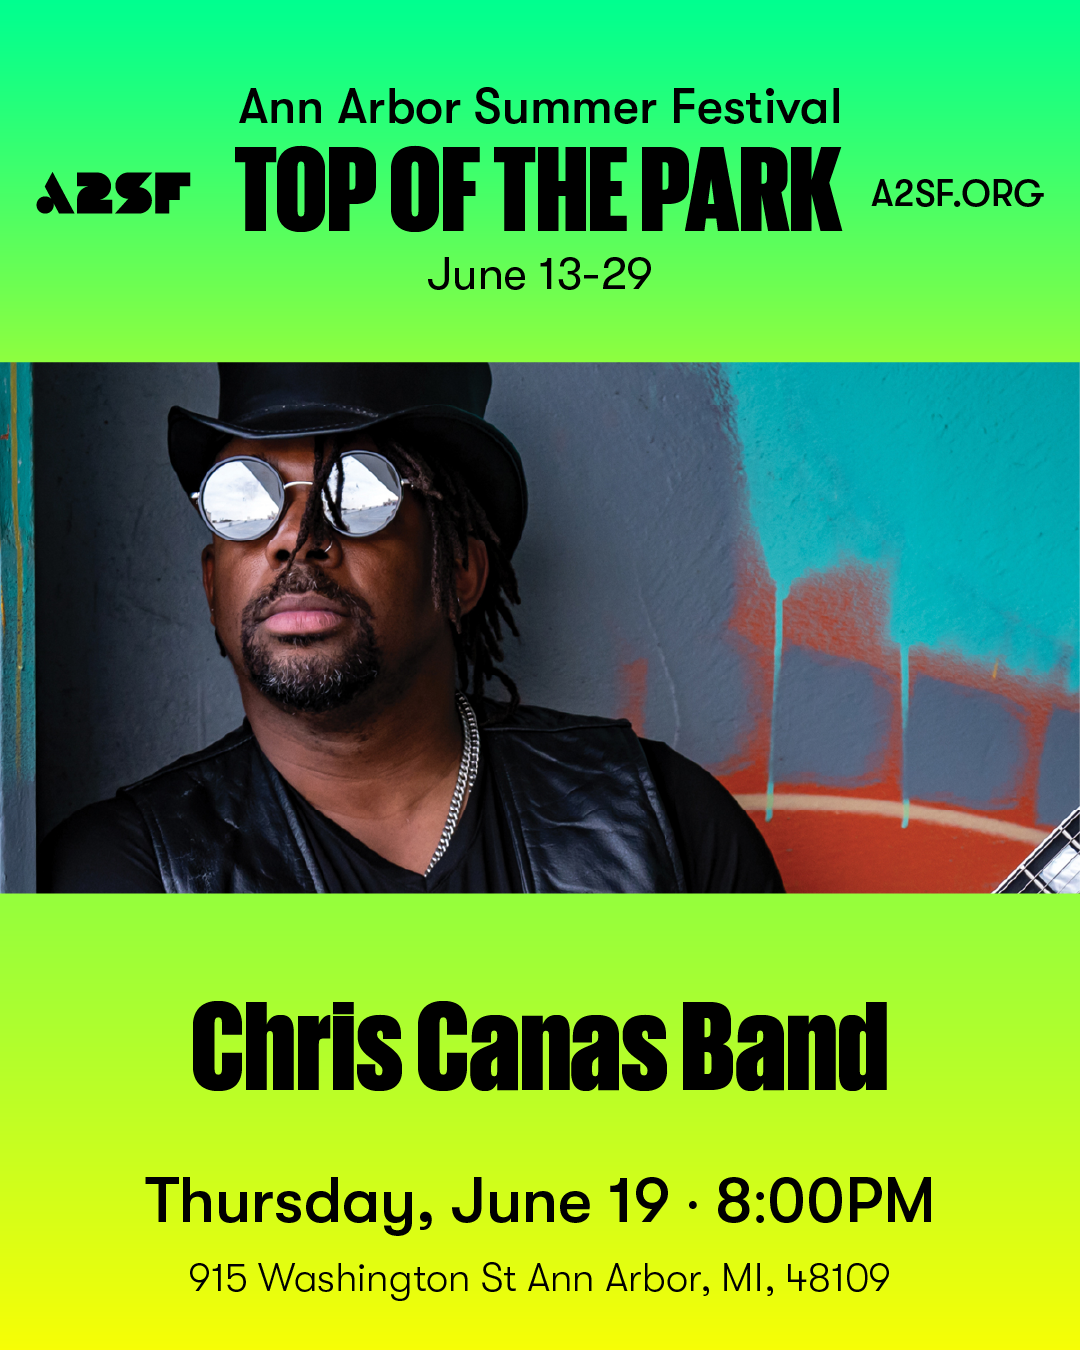 Ann Arbor Summer Festival
A2SF
TOP OF THE PARK
A2SF.ORG
June 13-29
Chris Canas Band
Thursday, June 19 · 8:00PM
915 Washington St Ann Arbor, MI, 48109